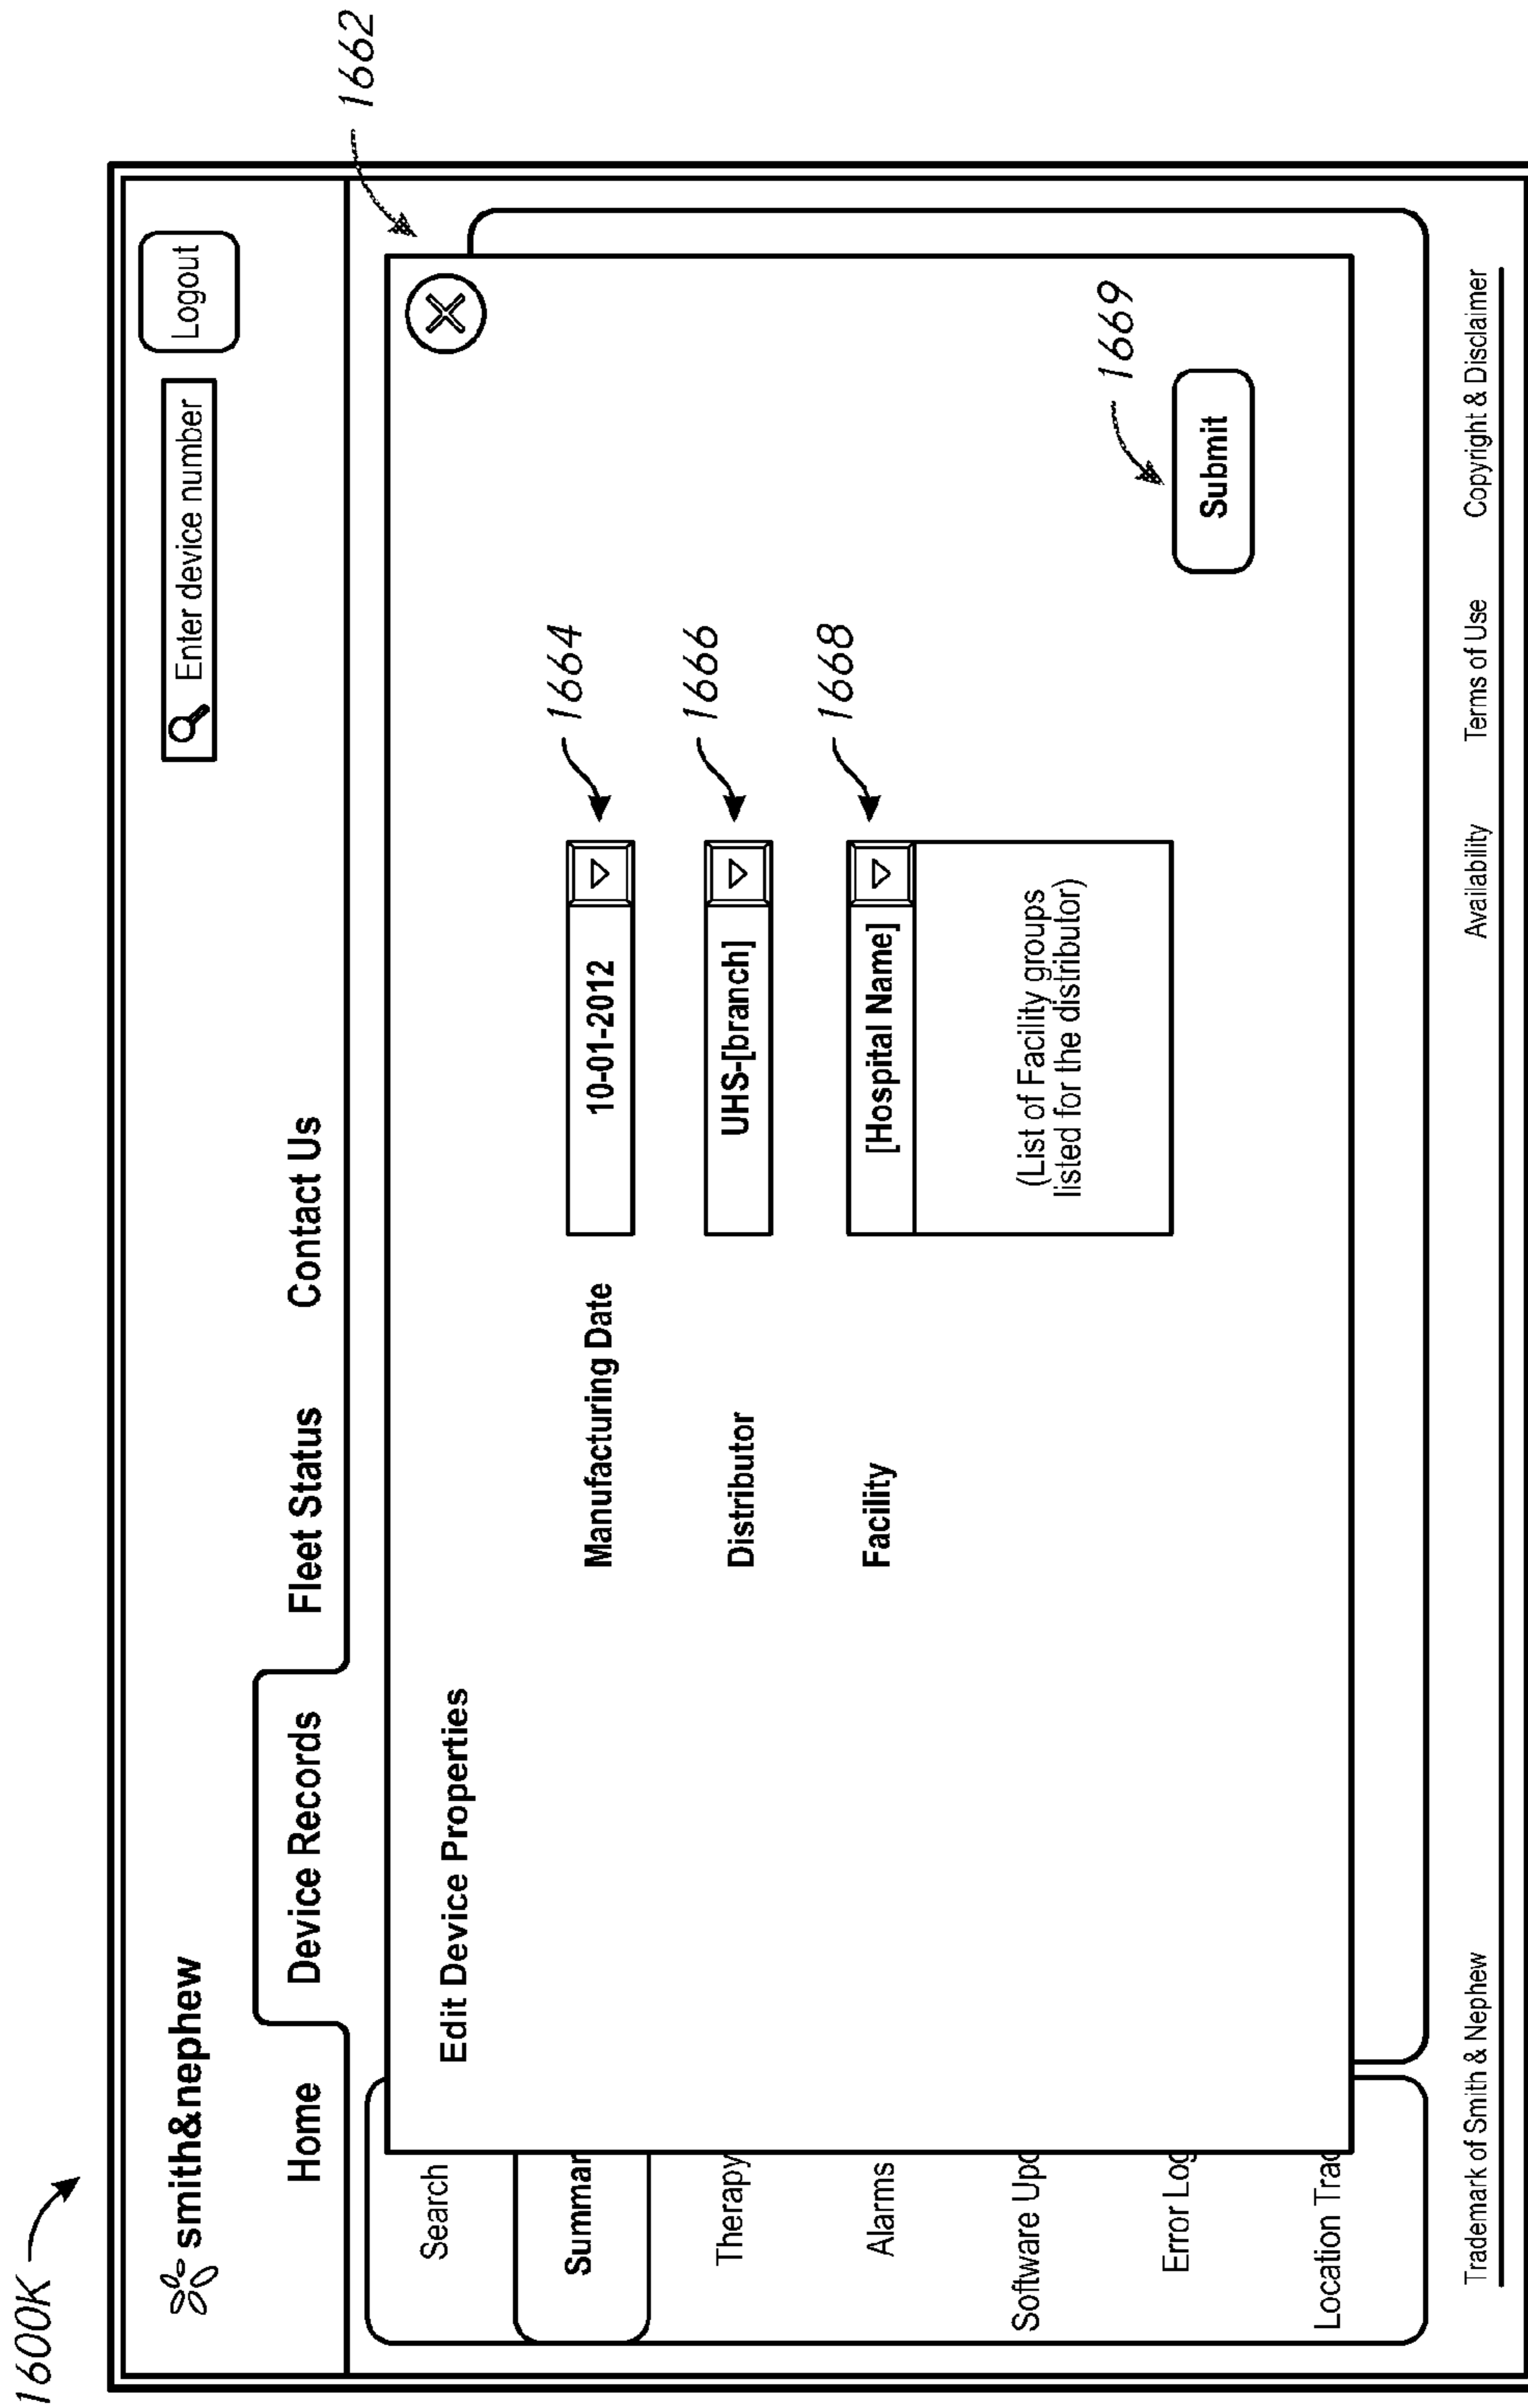 1600K
smith&nephew
Enter device number
Logout
Home
Device Records
Fleet Status
Contact Us
1662
Search
Summar
Therapy
Alarms
Software Upd
Error Log
Location Trac
Edit Device Properties
Manufacturing Date
10-01-2012
1664
Distributor
UHS-[branch]
1666
Facility
[Hospital Name]
1668
(List of Facility groups
listed for the distributor)
1669
Submit
Trademark of Smith & Nephew
Availability
Terms of Use
Copyright & Disclaimer